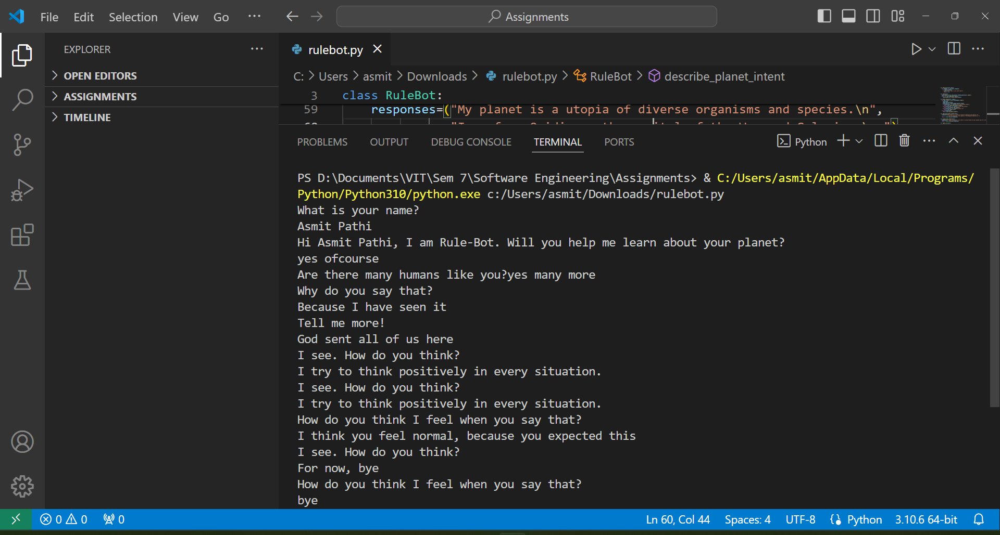 File Edit Selection View Go ··· Assignments
EXPLORER ···
OPEN EDITORS
ASSIGNMENTS
TIMELINE
rulebot.py
C: > Users > asmit > Downloads > rulebot.py > RuleBot > describe_planet_intent
3 class RuleBot:
59 responses=("My planet is a utopia of diverse organisms and species.\n",
PROBLEMS OUTPUT DEBUG CONSOLE TERMINAL PORTS Python
PS D:\Documents\VIT\Sem 7\Software Engineering\Assignments> & C:/Users/asmit/AppData/Local/Programs/
Python/Python310/python.exe c:/Users/asmit/Downloads/rulebot.py
What is your name?
Asmit Pathi
Hi Asmit Pathi, I am Rule-Bot. Will you help me learn about your planet?
yes ofcourse
Are there many humans like you?yes many more
Why do you say that?
Because I have seen it
Tell me more!
God sent all of us here
I see. How do you think?
I try to think positively in every situation.
I see. How do you think?
I try to think positively in every situation.
How do you think I feel when you say that?
I think you feel normal, because you expected this
I see. How do you think?
For now, bye
How do you think I feel when you say that?
bye
0 0 0 Ln 60, Col 44 Spaces: 4 UTF-8 Python 3.10.6 64-bit